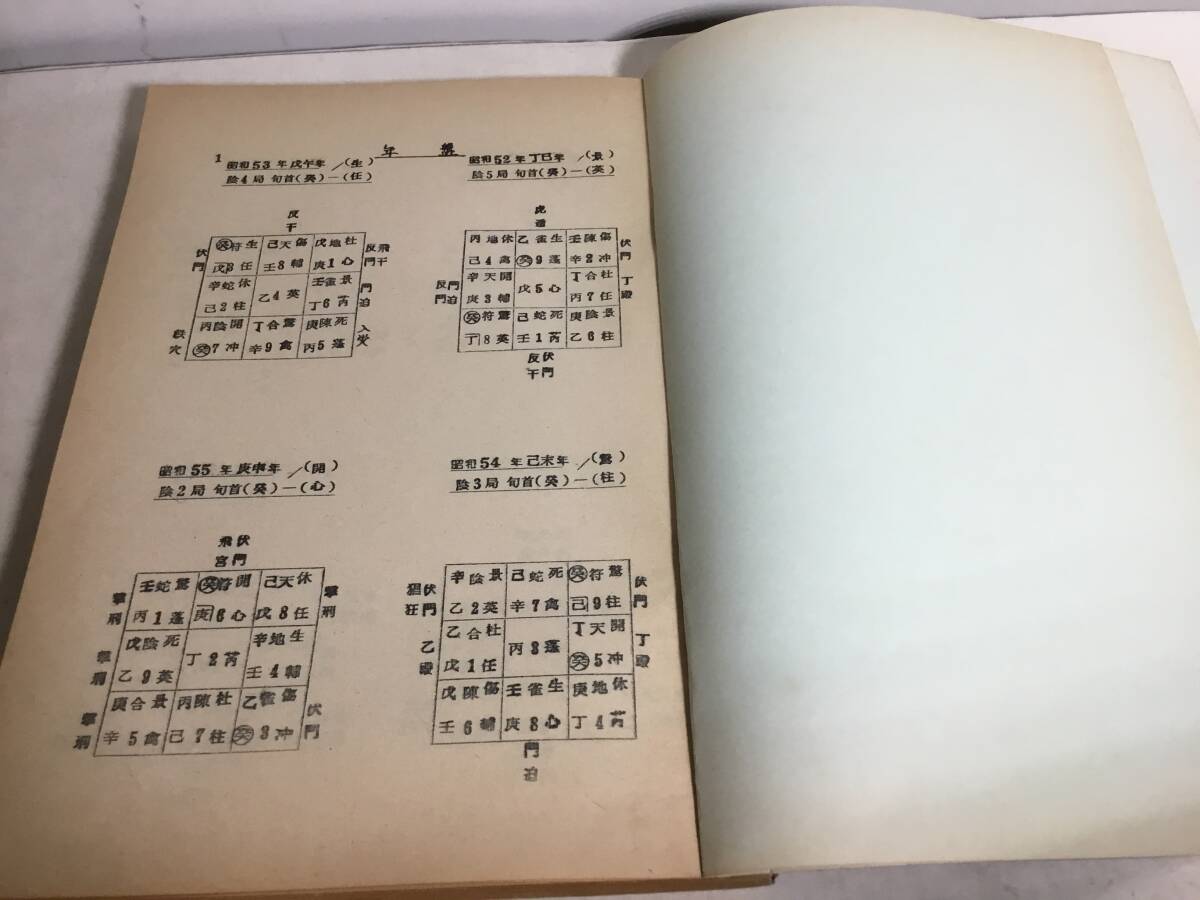 年盤
1
昭和52年丁巳年/(景)
陰5局旬首(癸)—(英)
虎遁
丙地休 乙雀生 壬陳傷
己4禽 癸9蓬 辛2冲
辛天開 丁合杜
庚3輔 戊5心 丙7任
癸符驚 己蛇死 庚陰景
丁8英 壬1芮 乙6柱
伏門
丁殹
門迫
反門
伏門
反干
昭和53年戊午年/(生)
陰4局旬首(癸)—(任)
反干
癸符生 己天傷 戊地杜
戊3任 壬8輔 庚1心
辛蛇休 壬雀景
己2柱 乙4英 丁6芮
丙陰開 丁合驚 庚陳死
癸7冲 辛9禽 丙5蓬
伏門
飛干
反門
門迫
昭和54年己未年/(驚)
陰3局旬首(癸)—(柱)
辛陰景 己蛇死 癸符驚
乙2英 辛7禽 己9柱
乙合杜 丁天開
戊1任 丙3蓬 癸5冲
戊陳傷 壬雀生 庚地休
壬6輔 庚8心 丁4芮
伏門
猖狂
伏門
門迫
昭和55年庚申年/(開)
陰2局旬首(癸)—(心)
伏門
飛宮
壬蛇驚 癸符開 己天休
丙1蓬 庚6心 戊8任
戊陰死 辛地生
乙9英 丁2芮 壬4輔
庚合景 丙陳杜 乙雀傷
辛5禽 己7柱 癸3冲
撃刑
撃刑
撃刑
撃刑
伏門